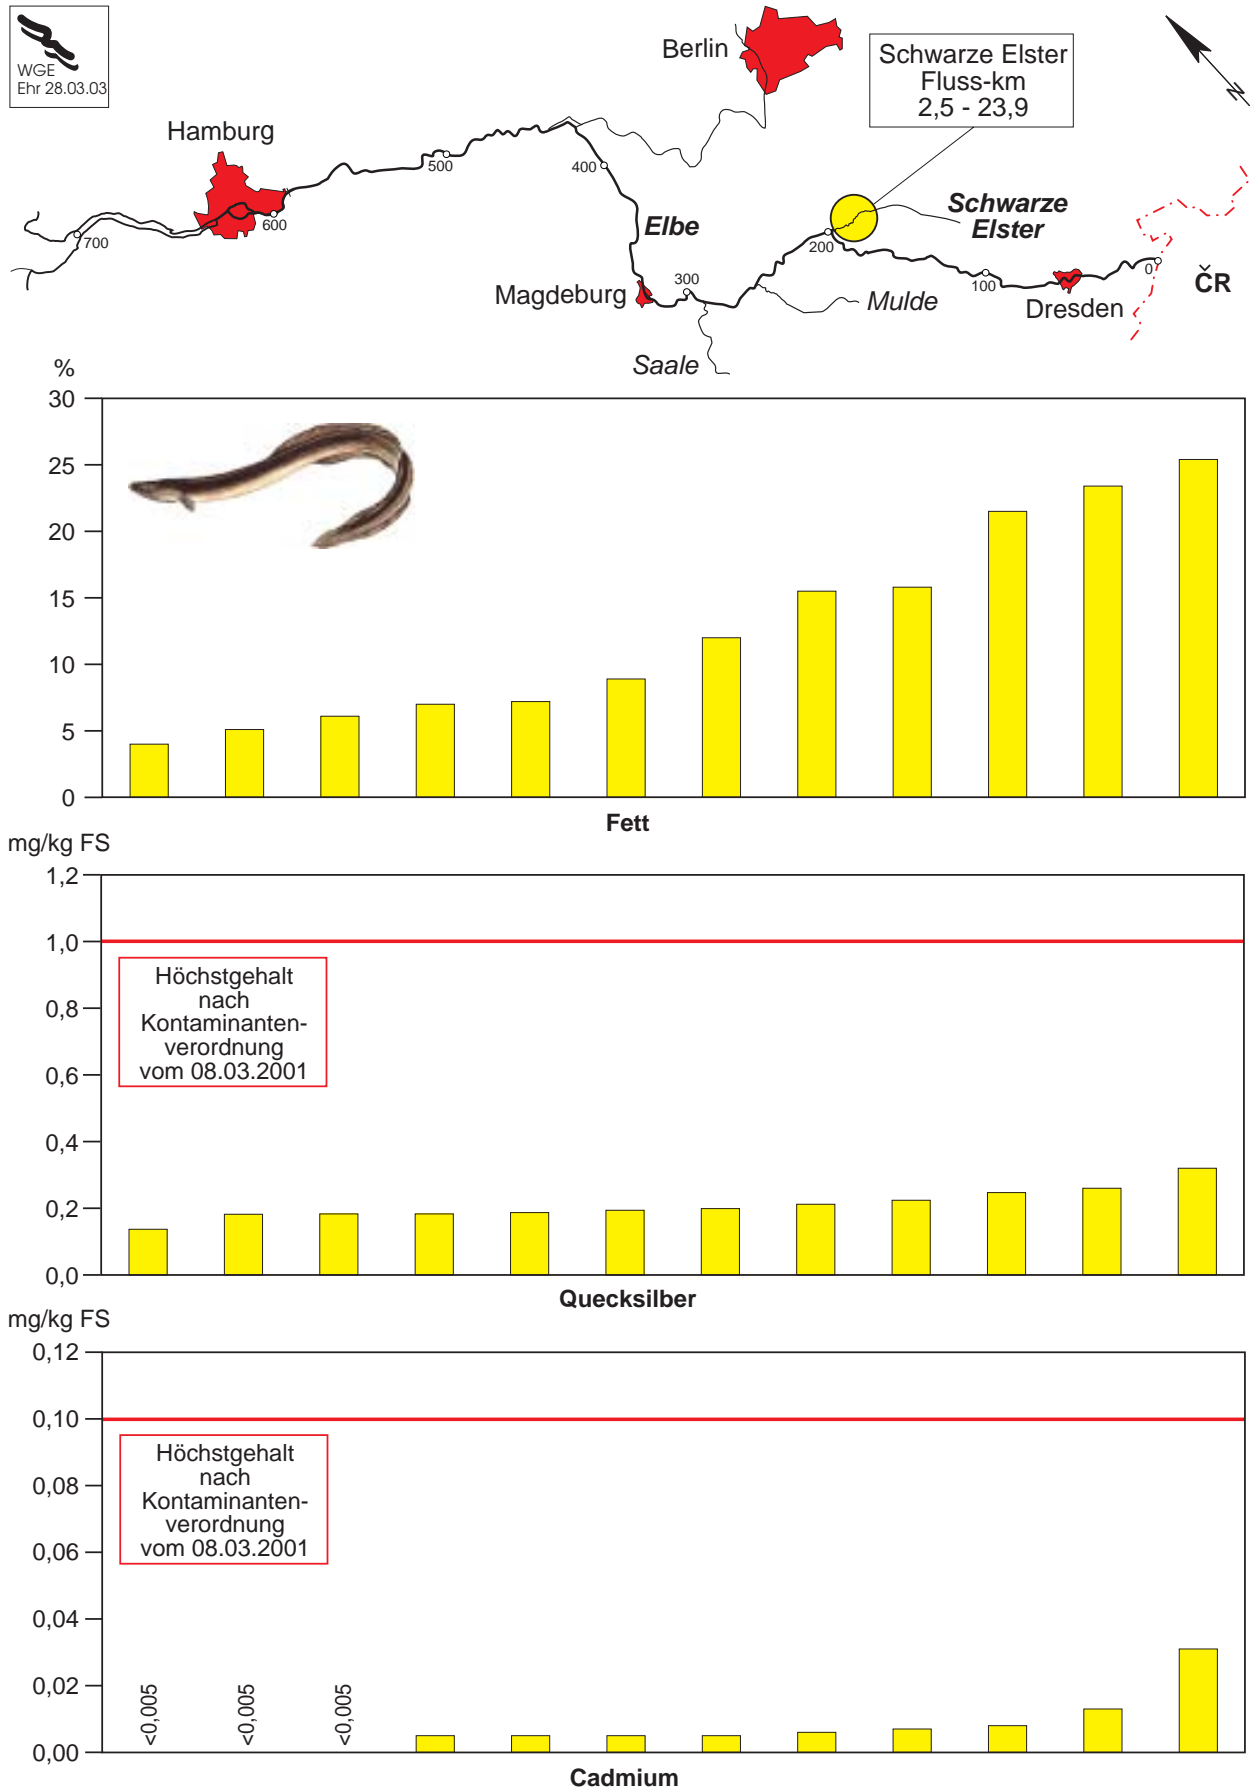 WGE
Ehr 28.03.03
Berlin
Schwarze Elster
Fluss-km
2,5 - 23,9
N
Hamburg
500
400
600
700
Elbe
Schwarze
Elster
200
0
ČR
100
300
Magdeburg
Mulde
Dresden
Saale
%
30
25
20
15
10
5
0
Fett
mg/kg FS
1,2
1,0
0,8
0,6
0,4
0,2
0,0
Höchstgehalt
nach
Kontaminanten-
verordnung
vom 08.03.2001
Quecksilber
mg/kg FS
0,12
0,10
0,08
0,06
0,04
0,02
0,00
Höchstgehalt
nach
Kontaminanten-
verordnung
vom 08.03.2001
<0,005
<0,005
<0,005
Cadmium